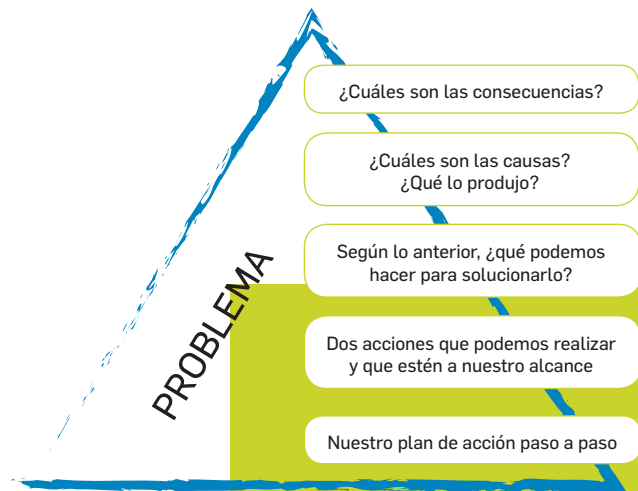 ¿Cuáles son las consecuencias?
¿Cuáles son las causas?
¿Qué lo produjo?
Según lo anterior, ¿qué podemos
hacer para solucionarlo?
PROBLEMA
Dos acciones que podemos realizar
y que estén a nuestro alcance
Nuestro plan de acción paso a paso